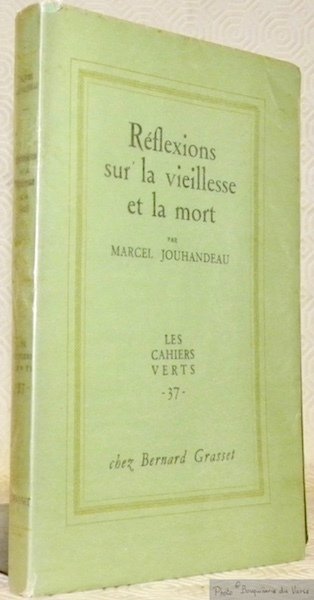 Réflexions
sur la vieillesse
et la mort
PAR
MARCEL JOUHANDEAU
LES
CAHIERS
VERTS
-37-
chez Bernard Grasset
Photo © Bouquinerie du Varis